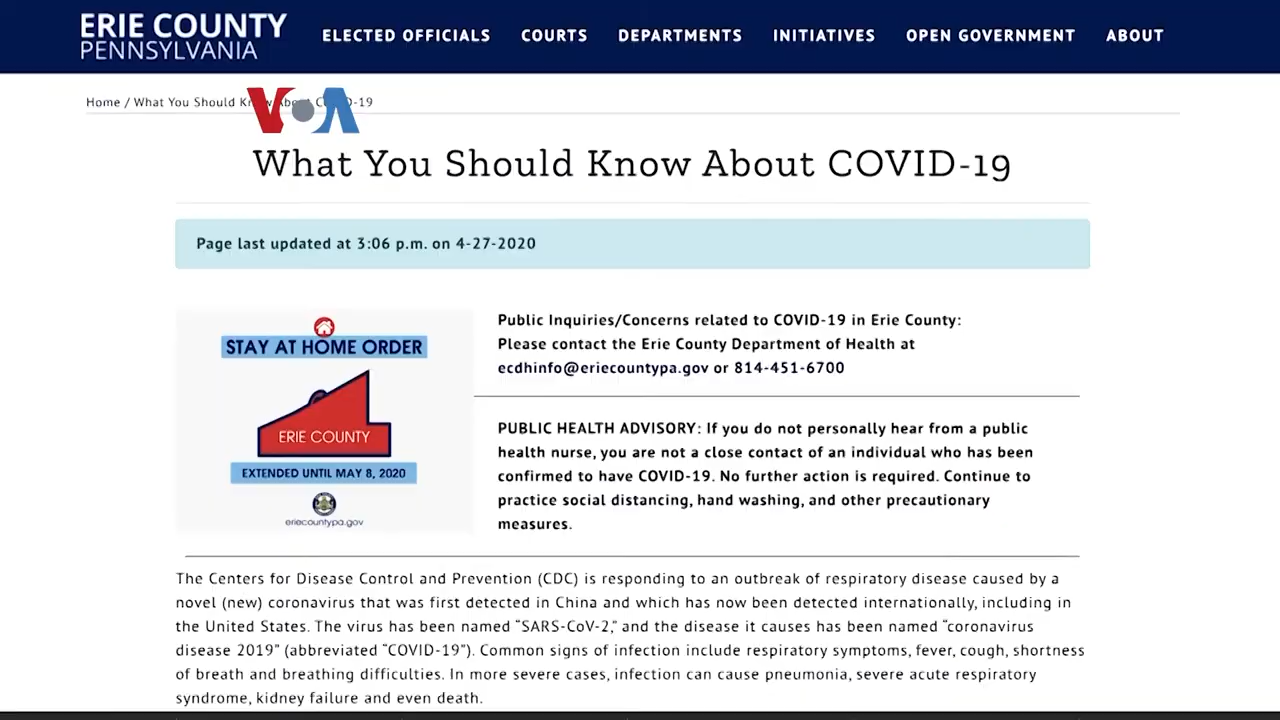 ERIE COUNTY
PENNSYLVANIA
ELECTED OFFICIALS COURTS DEPARTMENTS INITIATIVES OPEN GOVERNMENT ABOUT
Home / What You Should Know About COVID-19
VOA
What You Should Know About COVID-19
Page last updated at 3:06 p.m. on 4-27-2020
STAY AT HOME ORDER
ERIE COUNTY
EXTENDED UNTIL MAY 8, 2020
eriecountypa.gov
Public Inquiries/Concerns related to COVID-19 in Erie County:
Please contact the Erie County Department of Health at
ecdhinfo@eriecountypa.gov or 814-451-6700
PUBLIC HEALTH ADVISORY: If you do not personally hear from a public
health nurse, you are not a close contact of an individual who has been
confirmed to have COVID-19. No further action is required. Continue to
practice social distancing, hand washing, and other precautionary
measures.
The Centers for Disease Control and Prevention (CDC) is responding to an outbreak of respiratory disease caused by a
novel (new) coronavirus that was first detected in China and which has now been detected internationally, including in
the United States. The virus has been named “SARS-CoV-2,” and the disease it causes has been named “coronavirus
disease 2019” (abbreviated “COVID-19”). Common signs of infection include respiratory symptoms, fever, cough, shortness
of breath and breathing difficulties. In more severe cases, infection can cause pneumonia, severe acute respiratory
syndrome, kidney failure and even death.